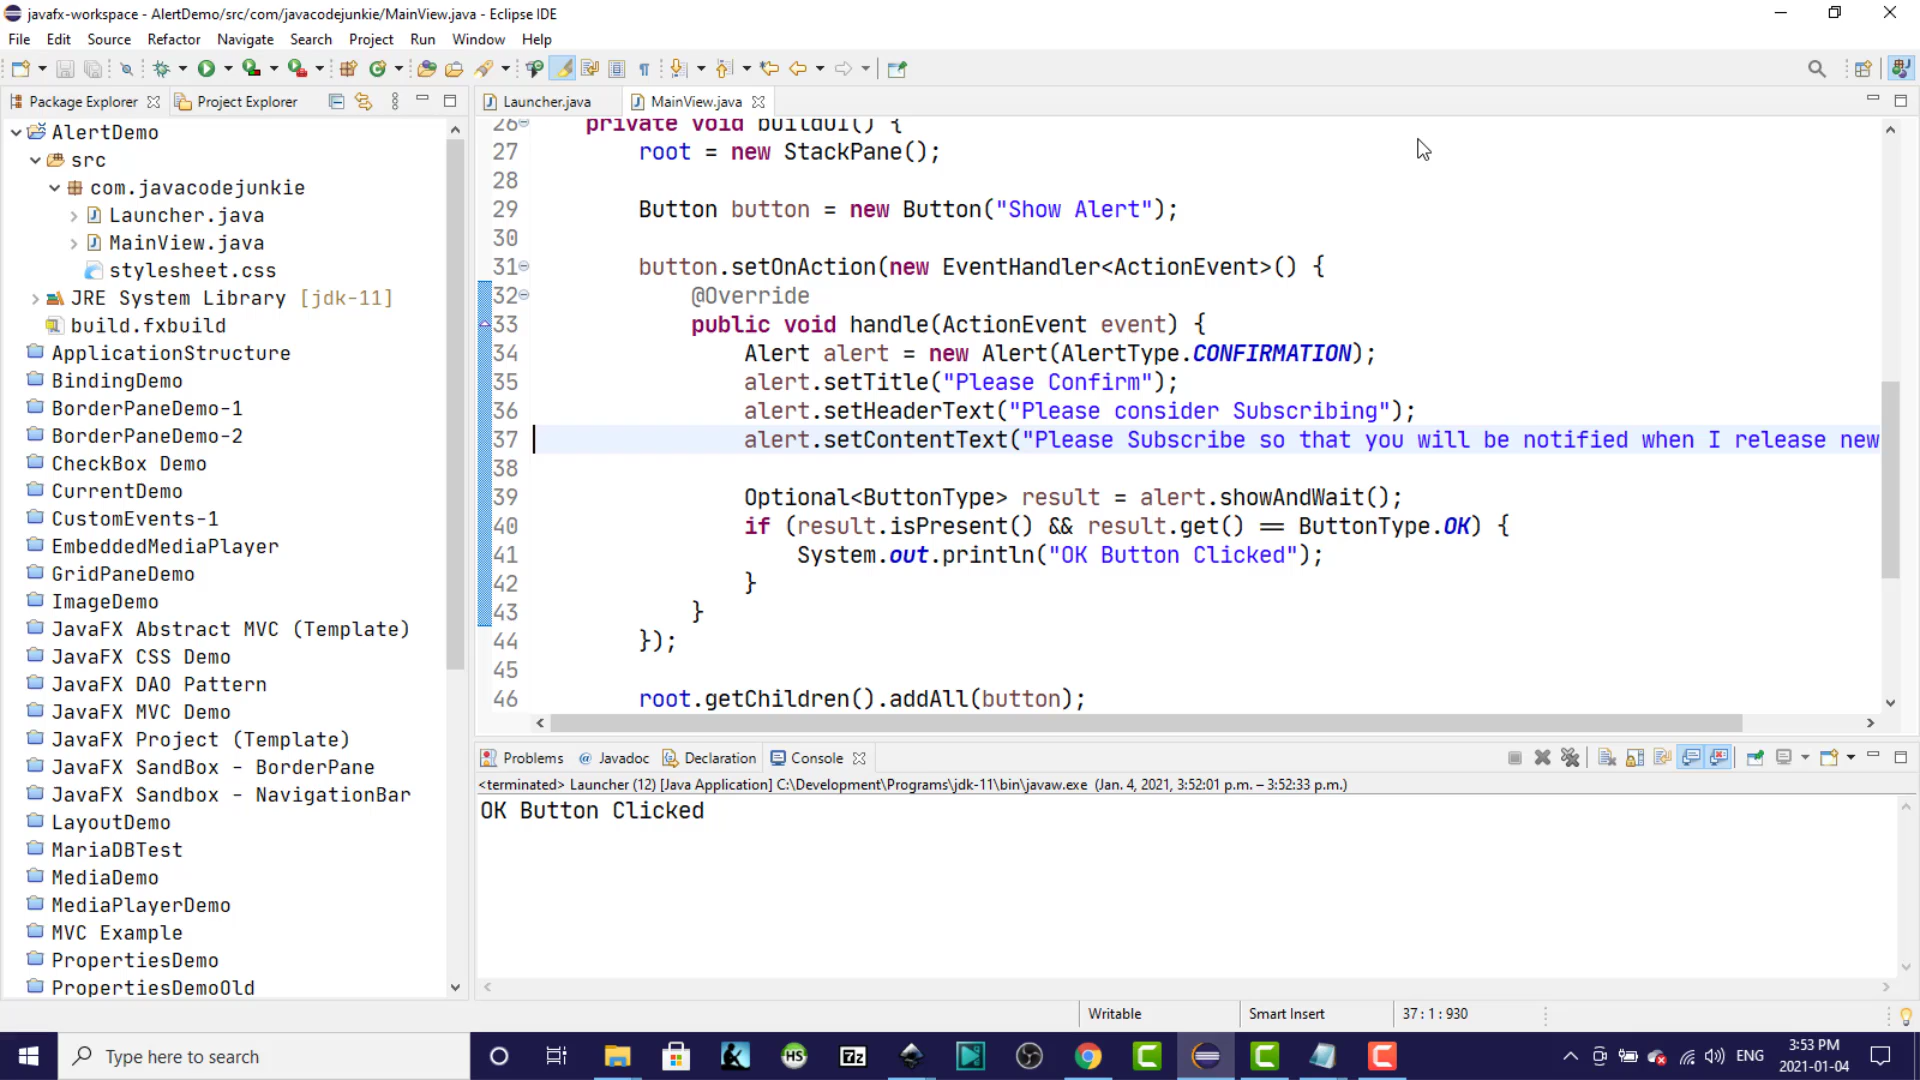 javafx-workspace - AlertDemo/src/com/javacodejunkie/MainView.java - Eclipse IDE
File Edit Source Refactor Navigate Search Project Run Window Help
Package Explorer Project Explorer
AlertDemo
src
com.javacodejunkie
Launcher.java
MainView.java
stylesheet.css
JRE System Library [jdk-11]
build.fxbuild
ApplicationStructure
BindingDemo
BorderPaneDemo-1
BorderPaneDemo-2
CheckBox Demo
CurrentDemo
CustomEvents-1
EmbeddedMediaPlayer
GridPaneDemo
ImageDemo
JavaFX Abstract MVC (Template)
JavaFX CSS Demo
JavaFX DAO Pattern
JavaFX MVC Demo
JavaFX Project (Template)
JavaFX SandBox - BorderPane
JavaFX Sandbox - NavigationBar
LayoutDemo
MariaDBTest
MediaDemo
MediaPlayerDemo
MVC Example
PropertiesDemo
PropertiesDemoOld
Launcher.java MainView.java
26 private void buildUI() {
27 root = new StackPane();
28
29 Button button = new Button("Show Alert");
30
31 button.setOnAction(new EventHandler<ActionEvent>() {
32 @Override
33 public void handle(ActionEvent event) {
34 Alert alert = new Alert(AlertType.CONFIRMATION);
35 alert.setTitle("Please Confirm");
36 alert.setHeaderText("Please consider Subscribing");
37 alert.setContentText("Please Subscribe so that you will be notified when I release new
38
39 Optional<ButtonType> result = alert.showAndWait();
40 if (result.isPresent() && result.get() == ButtonType.OK) {
41 System.out.println("OK Button Clicked");
42 }
43 }
44 });
45
46 root.getChildren().addAll(button);
Problems @ Javadoc Declaration Console
<terminated> Launcher (12) [Java Application] C:\Development\Programs\jdk-11\bin\javaw.exe (Jan. 4, 2021, 3:52:01 p.m. – 3:52:33 p.m.)
OK Button Clicked
Writable Smart Insert 37 : 1 : 930
Type here to search
HS
7z
ENG
3:53 PM
2021-01-04